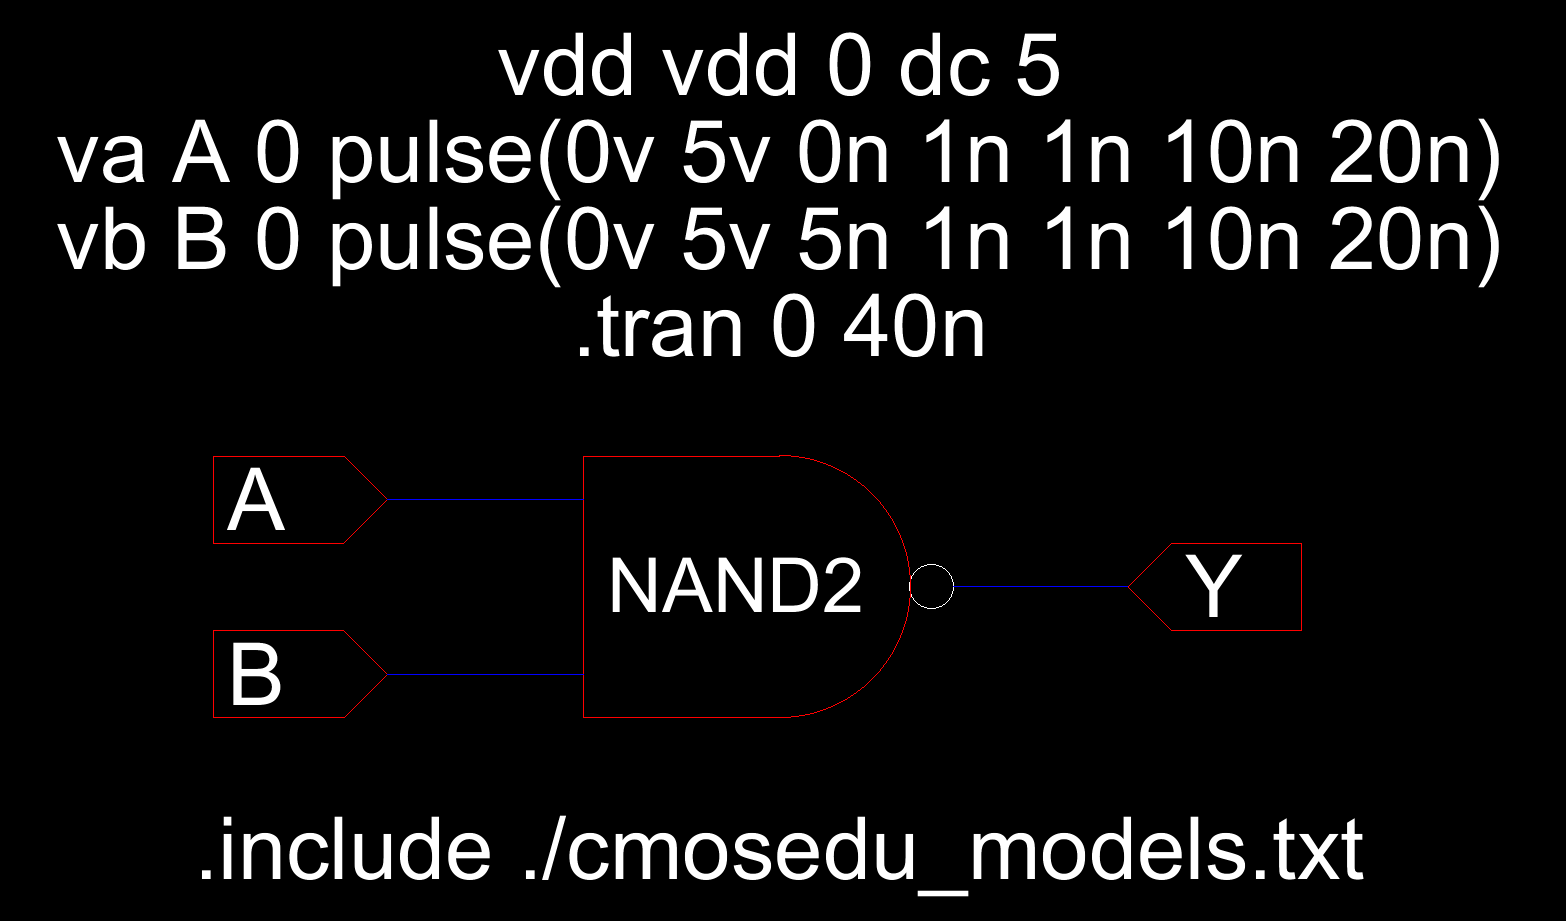 vdd vdd 0 dc 5
va A 0 pulse(0v 5v 0n 1n 1n 10n 20n)
vb B 0 pulse(0v 5v 5n 1n 1n 10n 20n)
.tran 0 40n
A
NAND2
Y
B
.include ./cmosedu_models.txt